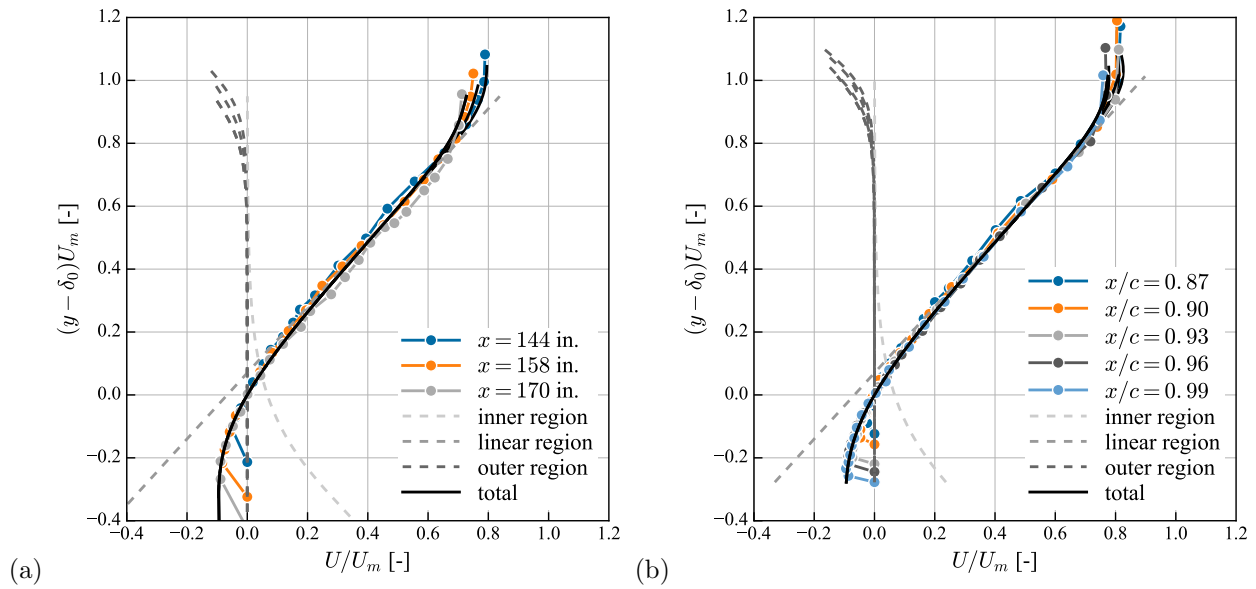 1.2
1.0
0.8
0.6
0.4
0.2
0.0
−0.2
−0.4
(y − δ₀)Uₘ [-]
x = 144 in.
x = 158 in.
x = 170 in.
inner region
linear region
outer region
total
−0.4 −0.2 0.0 0.2 0.4 0.6 0.8 1.0 1.2
U/Uₘ [-]
(a)
1.2
1.0
0.8
0.6
0.4
0.2
0.0
−0.2
−0.4
(y − δ₀)Uₘ [-]
x/c = 0.87
x/c = 0.90
x/c = 0.93
x/c = 0.96
x/c = 0.99
inner region
linear region
outer region
total
−0.4 −0.2 0.0 0.2 0.4 0.6 0.8 1.0 1.2
U/Uₘ [-]
(b)